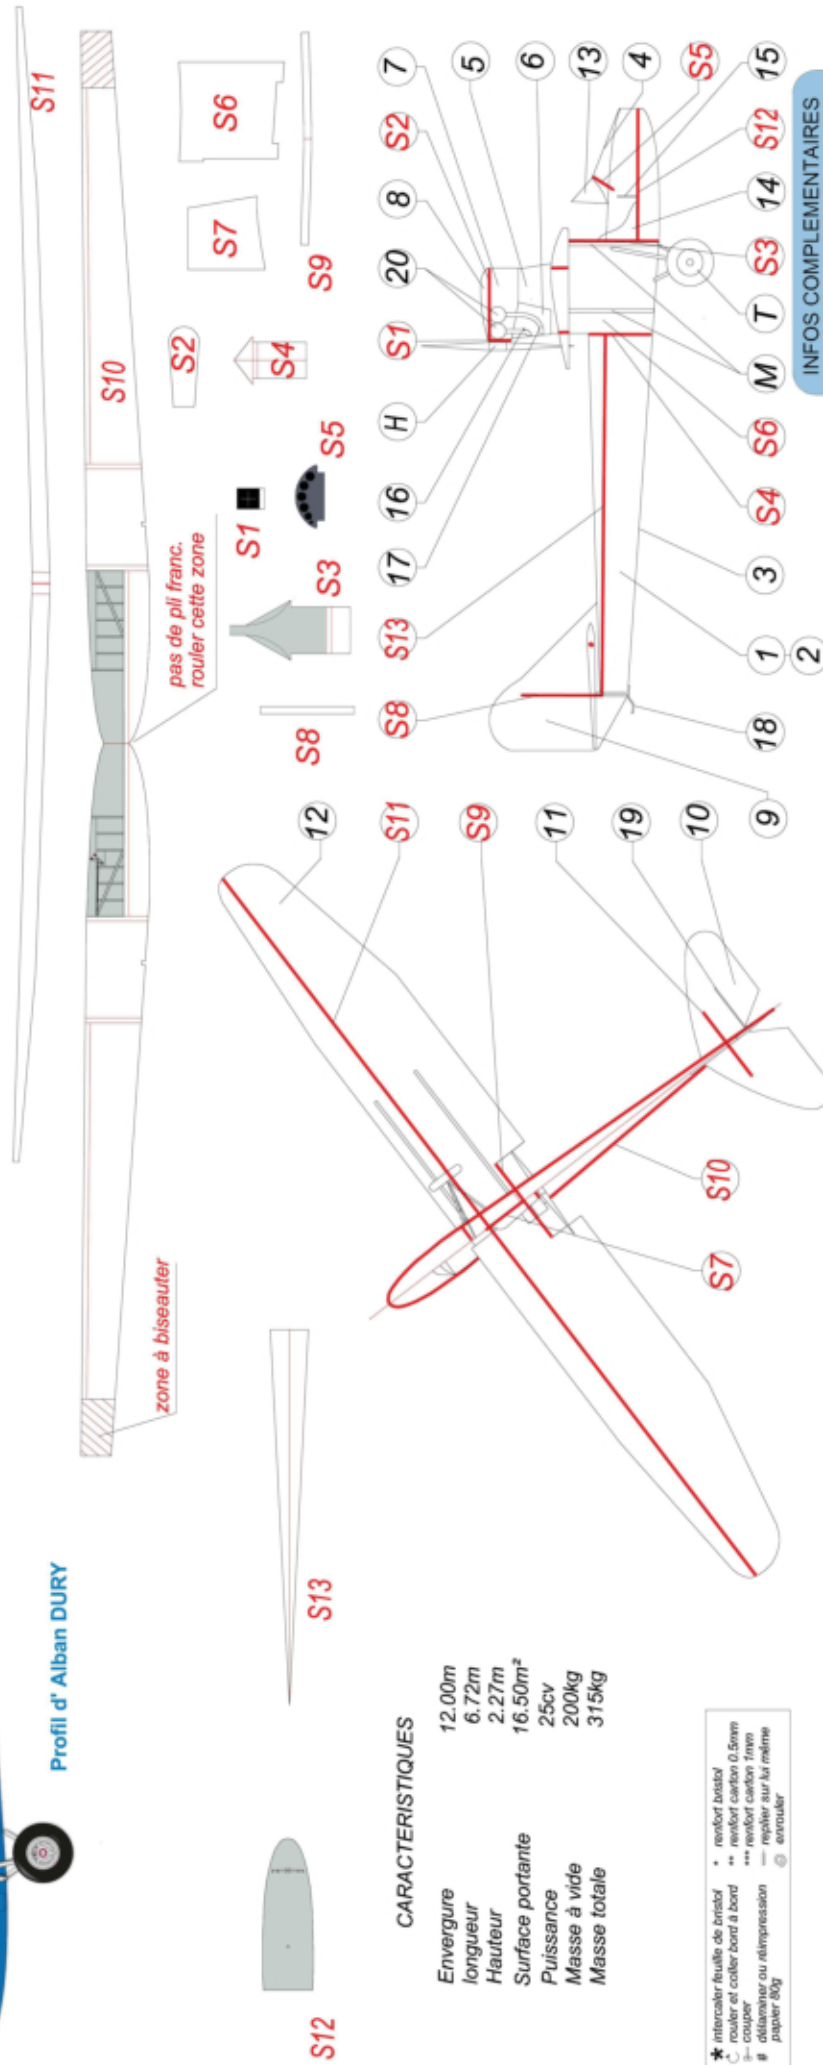 Profil d' Alban DURY
S11
S10
zone à biseauter
pas de pli franc.
rouler cette zone
S6
S7
S9
S2
S4
S1
S5
S3
S8
S13
S12
CARACTERISTIQUES
Envergure 12.00m
longueur 6.72m
Hauteur 2.27m
Surface portante 16.50m²
Puissance 25cv
Masse à vide 200kg
Masse totale 315kg
12
S11
S9
11
19
10
S7
S10
S8
S13
17
16
H
S1
20
8
S2
7
5
6
13
4
S5
15
9
18
1
2
3
S4
S6
M
T
S3
14
S12
INFOS COMPLEMENTAIRES
intercaler feuille de bristol
rouler et coller bord à bord
couper
# délaminer ou réimpression
papier 80g
* renfort bristol
** renfort carton 0.5mm
*** renfort carton 1mm
replier sur lui même
enrouler